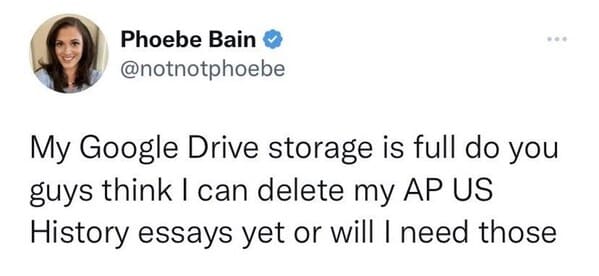 Phoebe Bain
@notnotphoebe
My Google Drive storage is full do you
guys think I can delete my AP US
History essays yet or will I need those